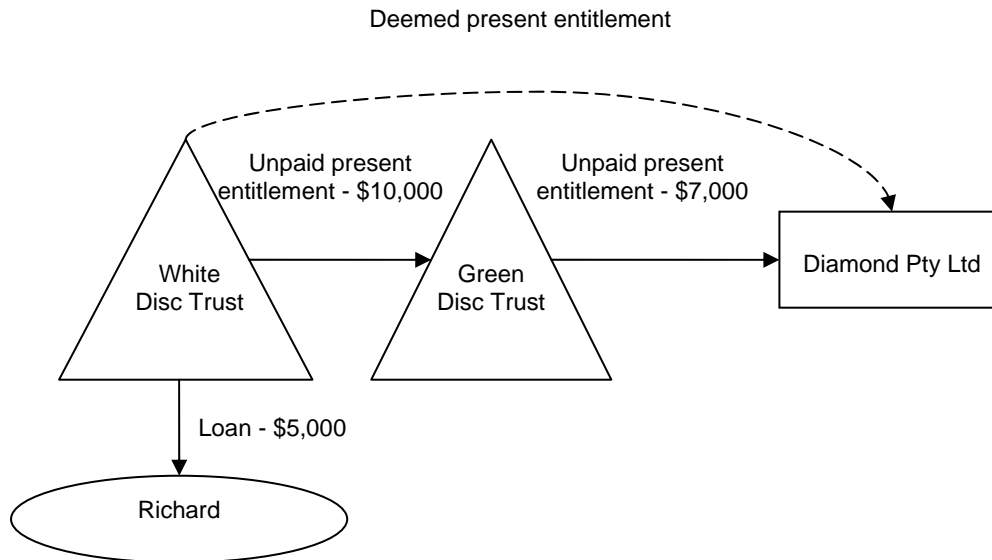 Deemed present entitlement
Unpaid present
entitlement - $10,000
Unpaid present
entitlement - $7,000
White
Disc Trust
Green
Disc Trust
Diamond Pty Ltd
Loan - $5,000
Richard